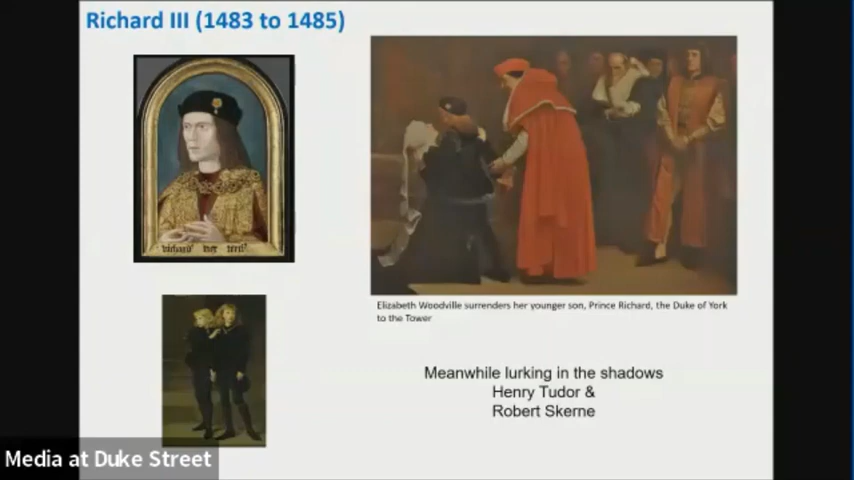 Richard III (1483 to 1485)
Elizabeth Woodville surrenders her younger son, Prince Richard, the Duke of York
to the Tower
Meanwhile lurking in the shadows
Henry Tudor &
Robert Skerne
Media at Duke Street